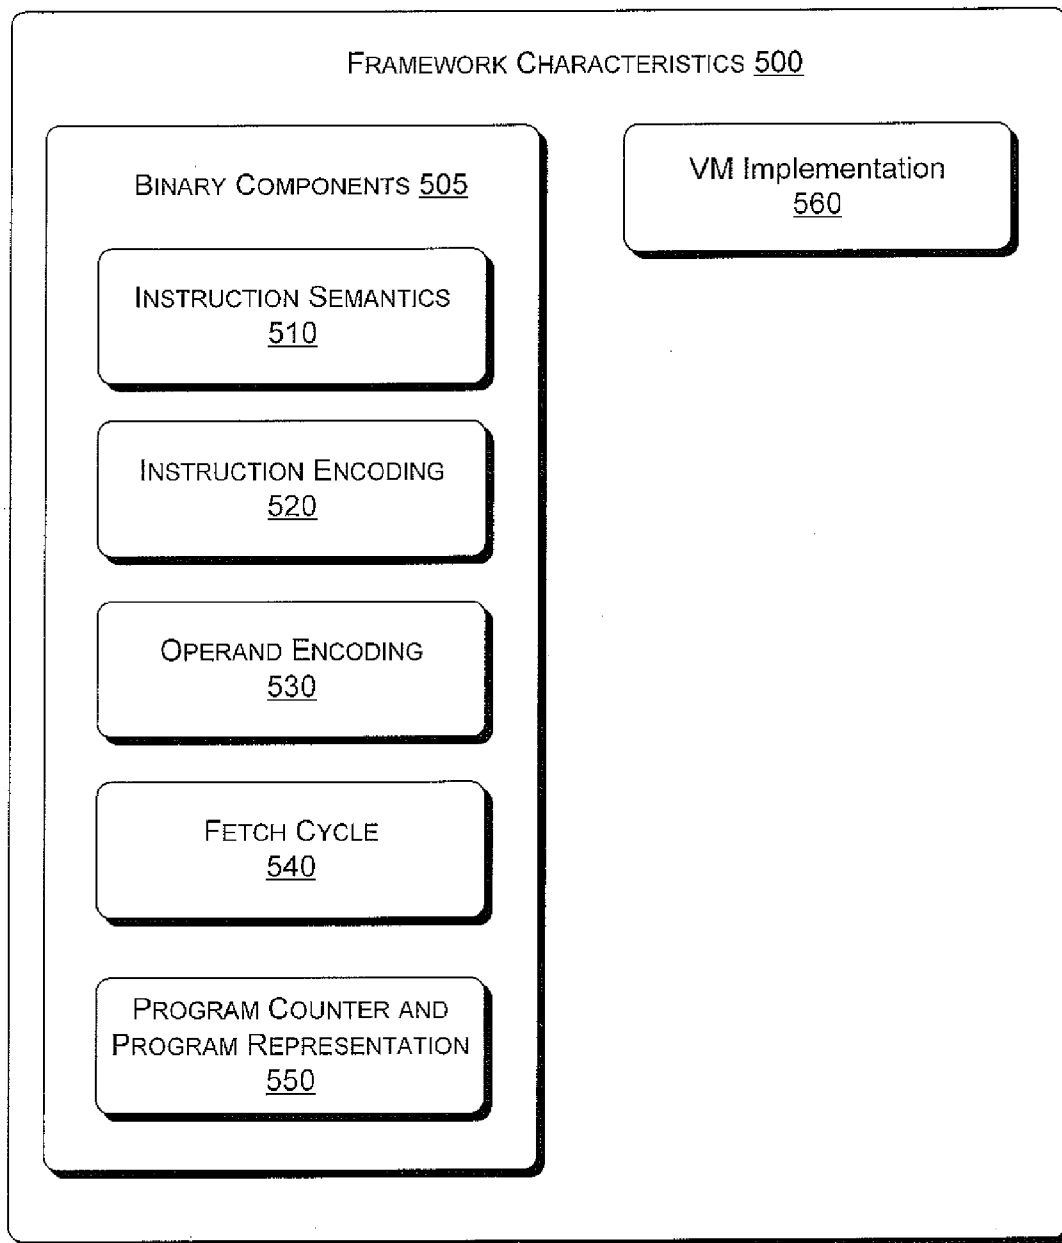 FRAMEWORK CHARACTERISTICS 500
BINARY COMPONENTS 505
VM Implementation
560
INSTRUCTION SEMANTICS
510
INSTRUCTION ENCODING
520
OPERAND ENCODING
530
FETCH CYCLE
540
PROGRAM COUNTER AND
PROGRAM REPRESENTATION
550